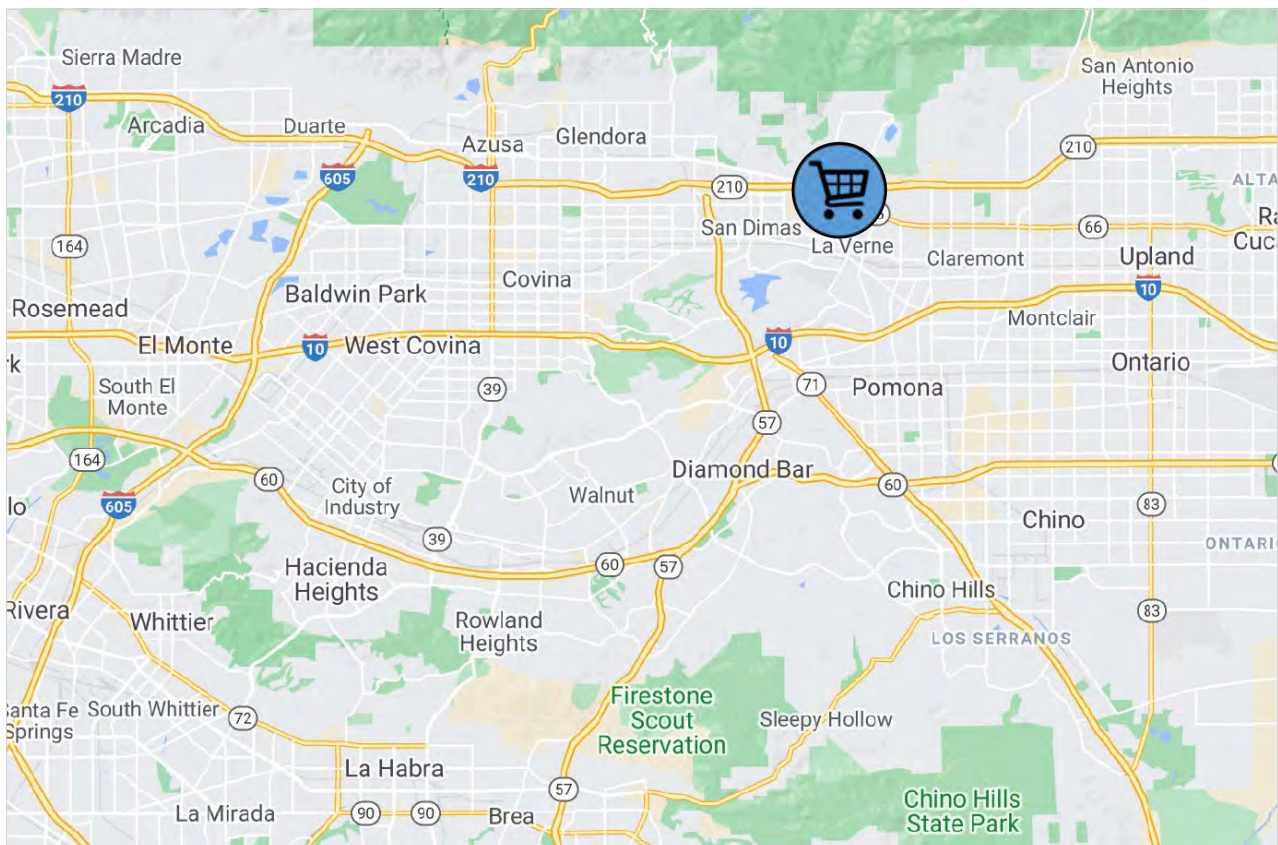 Sierra Madre
San Antonio
Heights
210
Arcadia
Duarte
Azusa
Glendora
210
605
210
210
ALTA
San Dimas
66
La Verne
Claremont
Upland
164
Covina
Baldwin Park
10
Rosemead
El Monte
10
West Covina
10
Montclair
Ontario
South El
Monte
39
71
Pomona
57
164
60
Diamond Bar
60
605
City of
Industry
Walnut
83
Chino
39
ONTARIO
Hacienda
Heights
60
57
Chino Hills
Rivera
Whittier
Rowland
Heights
83
LOS SERRANOS
Santa Fe
Springs
South Whittier
72
Firestone
Scout
Reservation
Sleepy Hollow
La Habra
57
La Mirada
90
90
Brea
Chino Hills
State Park